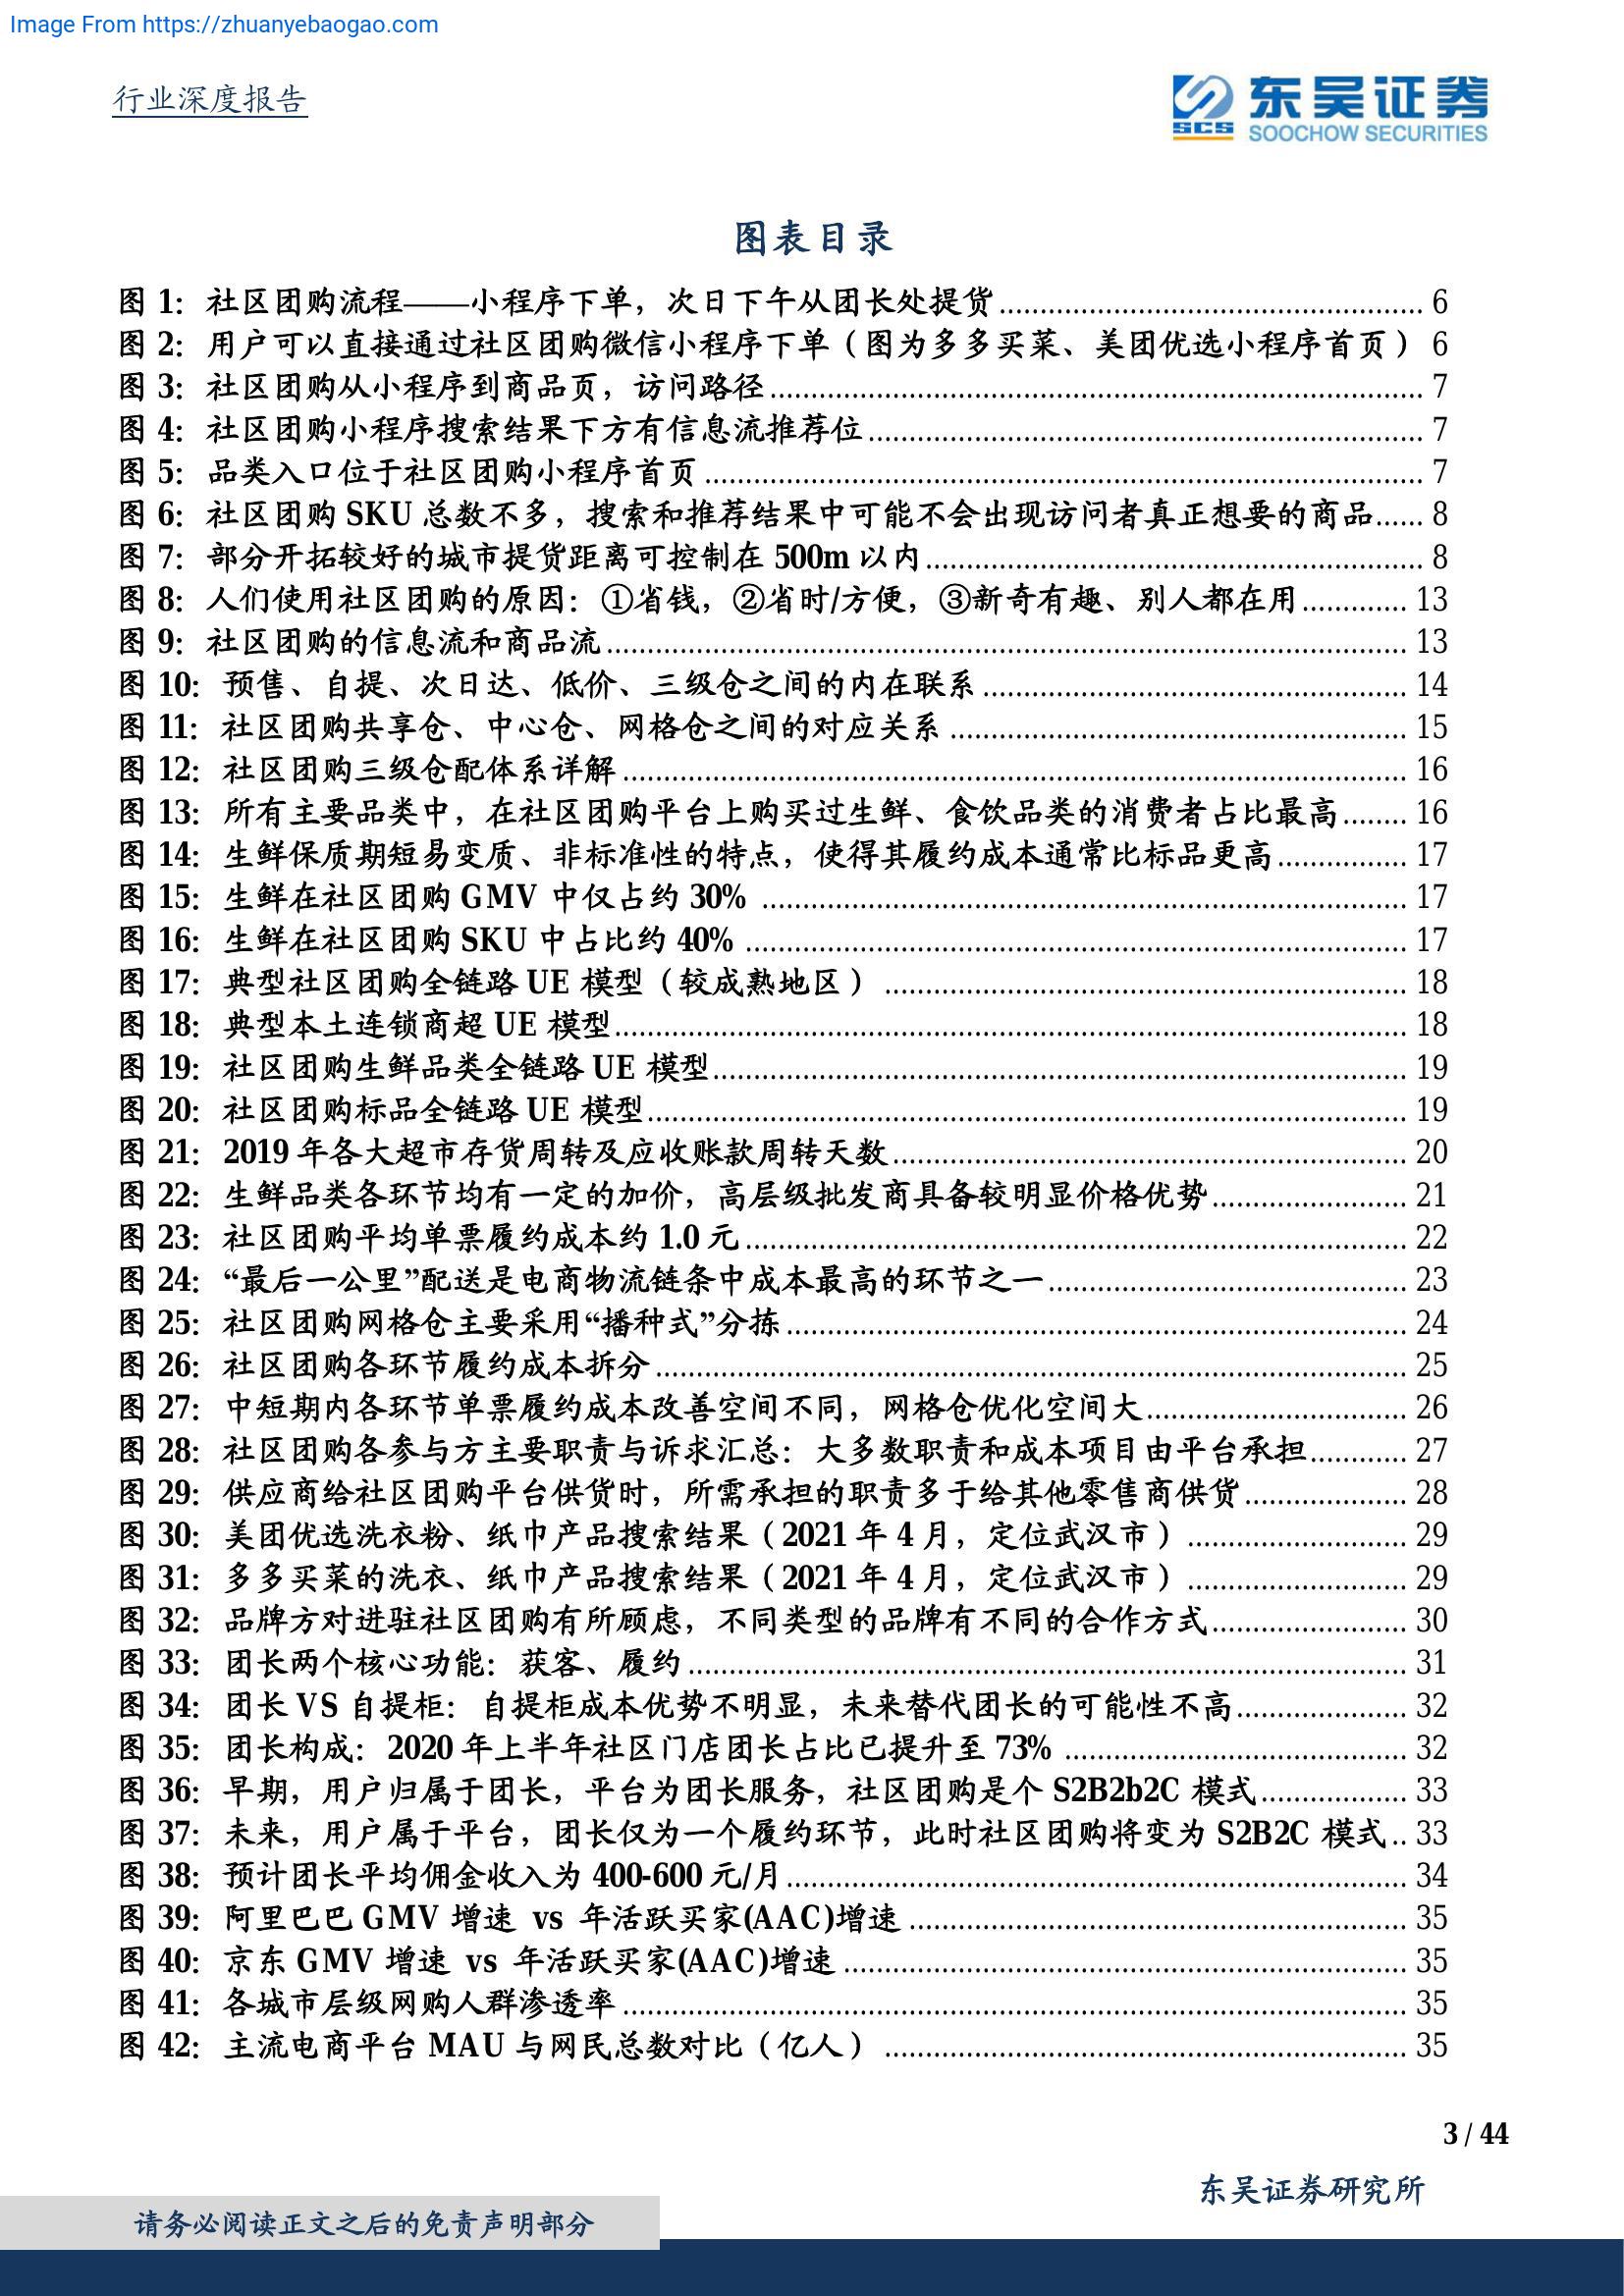 Image From https://zhuanyebaogao.com
行业深度报告
东吴证券
SCS SOOCHOW SECURITIES
图表目录
图 1：社区团购流程——小程序下单，次日下午从团长处提货 6
图 2：用户可以直接通过社区团购微信小程序下单（图为多多买菜、美团优选小程序首页） 6
图 3：社区团购从小程序到商品页，访问路径 7
图 4：社区团购小程序搜索结果下方有信息流推荐位 7
图 5：品类入口位于社区团购小程序首页 7
图 6：社区团购 SKU 总数不多，搜索和推荐结果中可能不会出现访问者真正想要的商品 8
图 7：部分开拓较好的城市提货距离可控制在 500m 以内 8
图 8：人们使用社区团购的原因：①省钱，②省时/方便，③新奇有趣、别人都在用 13
图 9：社区团购的信息流和商品流 13
图 10：预售、自提、次日达、低价、三级仓之间的内在联系 14
图 11：社区团购共享仓、中心仓、网格仓之间的对应关系 15
图 12：社区团购三级仓配体系详解 16
图 13：所有主要品类中，在社区团购平台上购买过生鲜、食饮品类的消费者占比最高 16
图 14：生鲜保质期短易变质、非标准性的特点，使得其履约成本通常比标品更高 17
图 15：生鲜在社区团购 GMV 中仅占约 30% 17
图 16：生鲜在社区团购 SKU 中占比约 40% 17
图 17：典型社区团购全链路 UE 模型（较成熟地区） 18
图 18：典型本土连锁商超 UE 模型 18
图 19：社区团购生鲜品类全链路 UE 模型 19
图 20：社区团购标品全链路 UE 模型 19
图 21：2019 年各大超市存货周转及应收账款周转天数 20
图 22：生鲜品类各环节均有一定的加价，高层级批发商具备较明显价格优势 21
图 23：社区团购平均单票履约成本约 1.0 元 22
图 24：“最后一公里”配送是电商物流链条中成本最高的环节之一 23
图 25：社区团购网格仓主要采用“播种式”分拣 24
图 26：社区团购各环节履约成本拆分 25
图 27：中短期内各环节单票履约成本改善空间不同，网格仓优化空间大 26
图 28：社区团购各参与方主要职责与诉求汇总：大多数职责和成本项目由平台承担 27
图 29：供应商给社区团购平台供货时，所需承担的职责多于给其他零售商供货 28
图 30：美团优选洗衣粉、纸巾产品搜索结果（2021 年 4 月，定位武汉市） 29
图 31：多多买菜的洗衣、纸巾产品搜索结果（2021 年 4 月，定位武汉市） 29
图 32：品牌方对进驻社区团购有所顾虑，不同类型的品牌有不同的合作方式 30
图 33：团长两个核心功能：获客、履约 31
图 34：团长 VS 自提柜：自提柜成本优势不明显，未来替代团长的可能性不高 32
图 35：团长构成：2020 年上半年社区门店团长占比已提升至 73% 32
图 36：早期，用户归属于团长，平台为团长服务，社区团购是个 S2B2b2C 模式 33
图 37：未来，用户属于平台，团长仅为一个履约环节，此时社区团购将变为 S2B2C 模式 33
图 38：预计团长平均佣金收入为 400-600 元/月 34
图 39：阿里巴巴 GMV 增速 vs 年活跃买家(AAC)增速 35
图 40：京东 GMV 增速 vs 年活跃买家(AAC)增速 35
图 41：各城市层级网购人群渗透率 35
图 42：主流电商平台 MAU 与网民总数对比（亿人） 35
3 / 44
东吴证券研究所
请务必阅读正文之后的免责声明部分